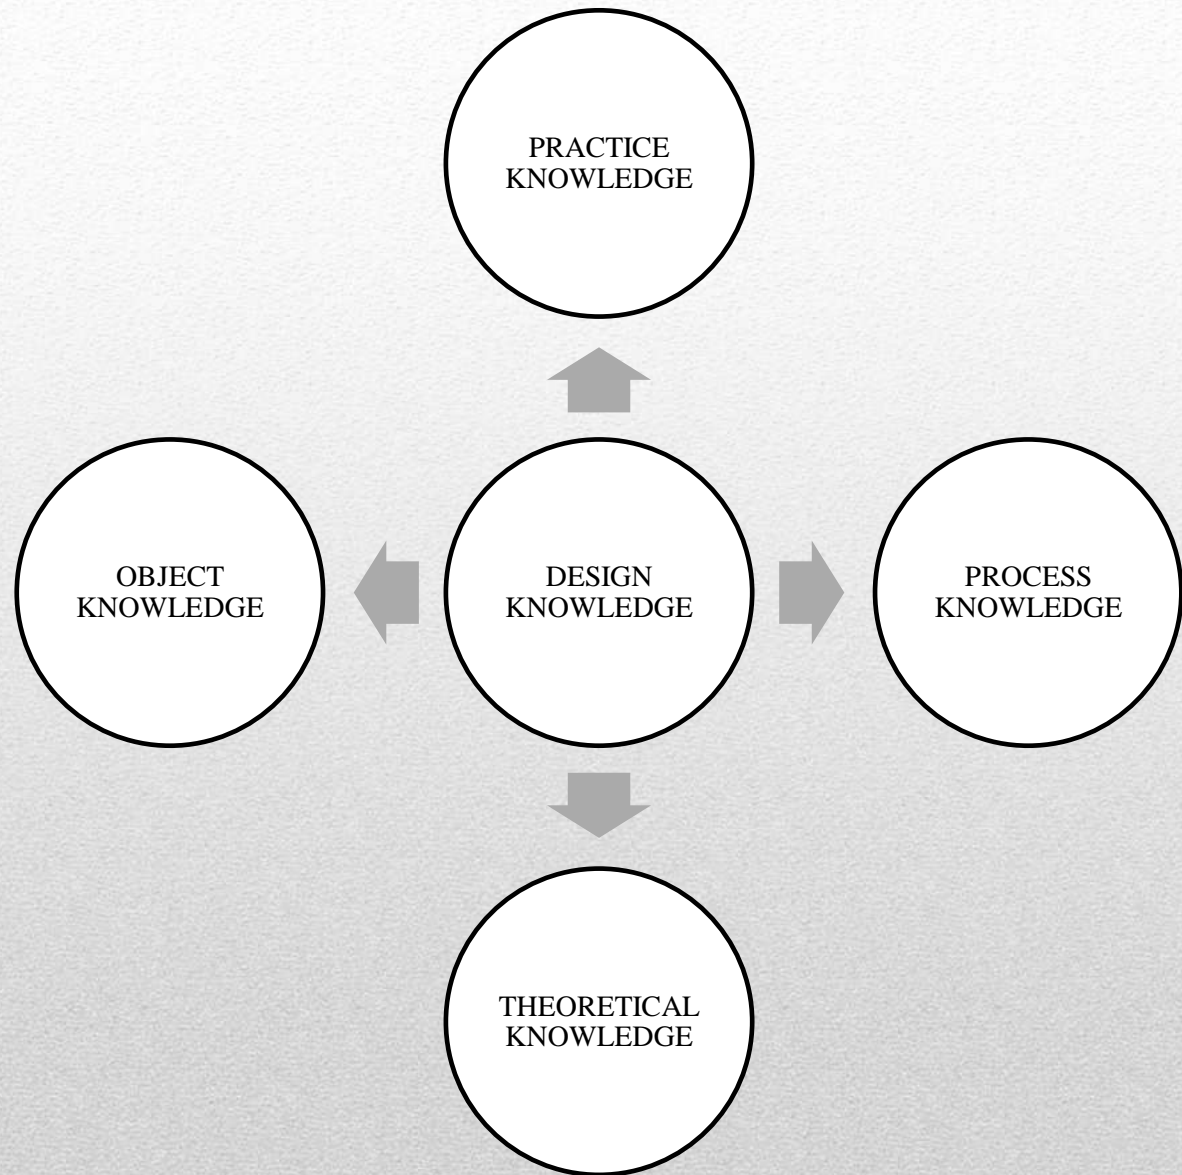 PRACTICE
KNOWLEDGE
OBJECT
KNOWLEDGE
DESIGN
KNOWLEDGE
PROCESS
KNOWLEDGE
THEORETICAL
KNOWLEDGE